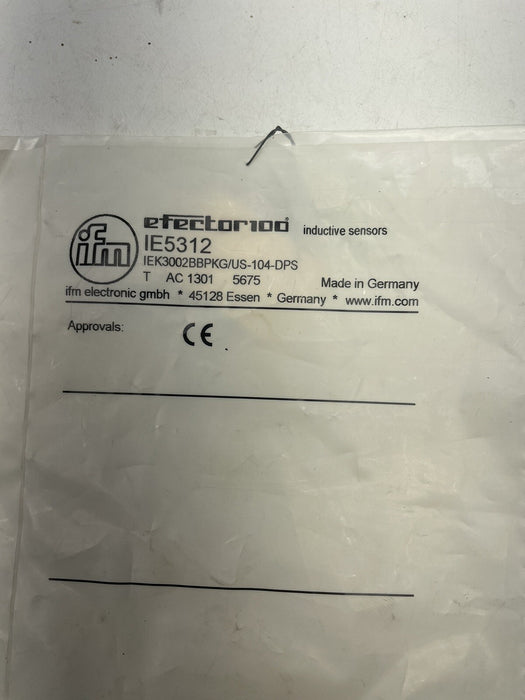 ifm
efector100 inductive sensors
IE5312
IEK3002BBPKG/US-104-DPS
T AC 1301 5675 Made in Germany
ifm electronic gmbh * 45128 Essen * Germany * www.ifm.com
Approvals: CE